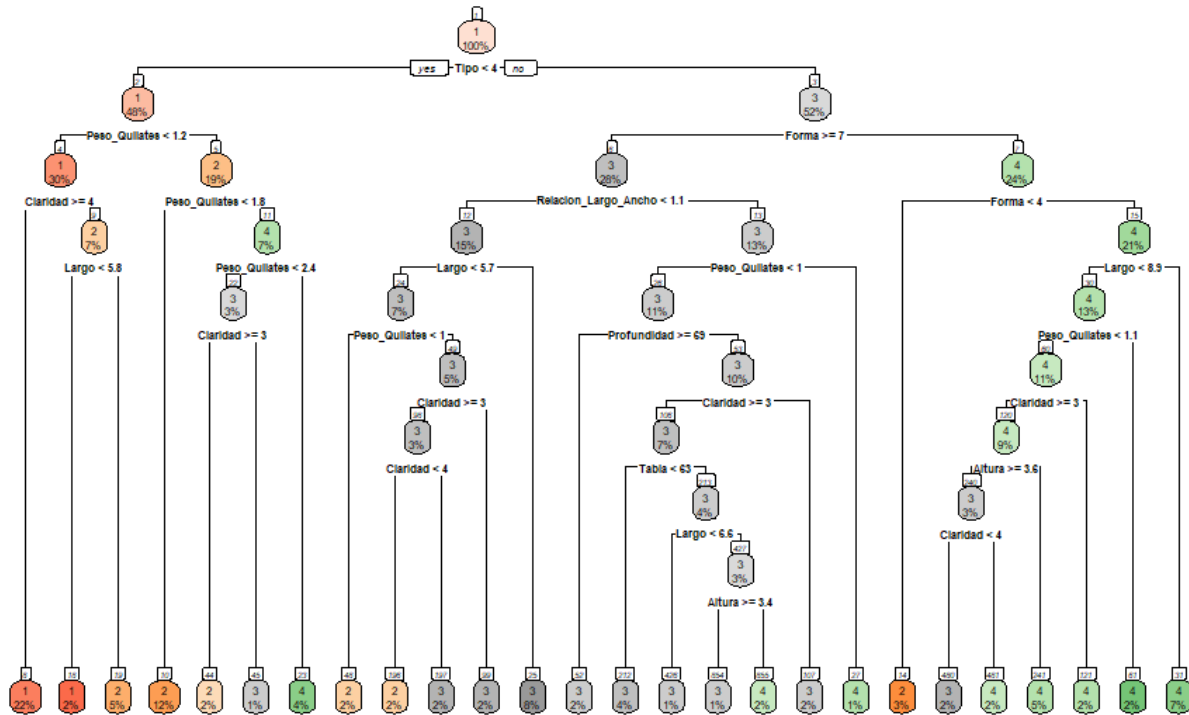 1
1
100%
yes Tipo < 4 no
2
3
1
48%
3
52%
Peso_Quilates < 1.2
Forma >= 7
4
5
6
7
1
30%
2
19%
3
28%
4
24%
Claridad >= 4
Peso_Quilates < 1.8
Relacion_Largo_Ancho < 1.1
Forma < 4
9
11
12
13
15
2
7%
4
7%
3
15%
3
13%
4
21%
Largo < 5.8
Peso_Quilates < 2.4
Largo < 5.7
Peso_Quilates < 1
Largo < 8.9
22
24
26
30
3
3%
3
7%
3
11%
4
13%
Claridad >= 3
Peso_Quilates < 1
Profundidad >= 69
Peso_Quilates < 1.1
49
53
60
3
5%
3
10%
4
11%
Claridad >= 3
Claridad >= 3
Claridad >= 3
98
106
120
3
3%
3
7%
4
9%
Claridad < 4
Tabla < 63
Altura >= 3.6
213
240
3
4%
3
3%
Largo < 6.6
Claridad < 4
427
3
3%
Altura >= 3.4
8 18 19 10 44 45 23 48 196 197 99 25 52 212 426 854 855 107 27 14 480 481 241 121 61 31
1 1 2 2 2 3 4 2 2 3 3 3 3 3 3 3 4 3 4 2 3 4 4 4 4 4
22% 2% 5% 12% 2% 1% 4% 2% 2% 2% 2% 8% 2% 4% 1% 1% 2% 2% 1% 3% 2% 2% 5% 2% 2% 7%